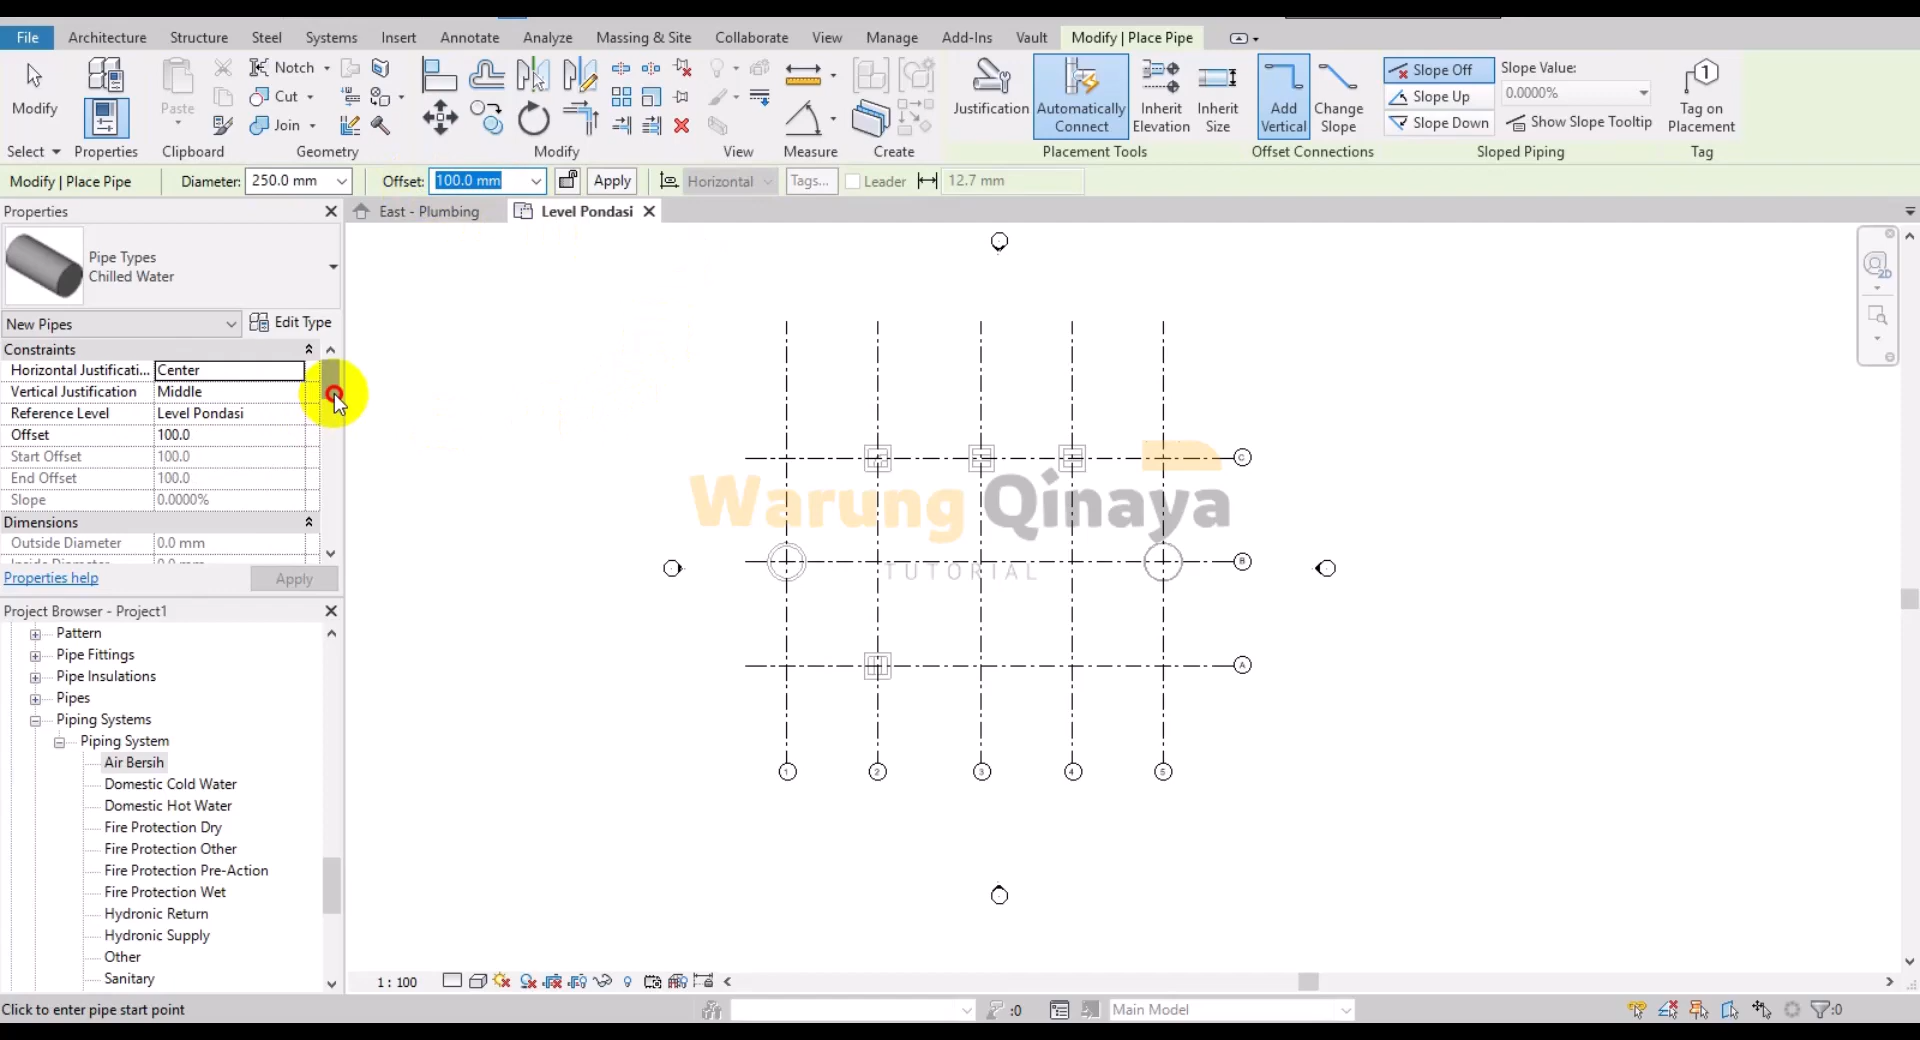 File Architecture Structure Steel Systems Insert Annotate Analyze Massing & Site Collaborate View Manage Add-Ins Vault Modify | Place Pipe
Modify
Paste
Notch
Cut
Join
Justification
Automatically Connect
Inherit Elevation
Inherit Size
Add Vertical
Change Slope
Slope Off
Slope Up
Slope Down
Slope Value:
0.0000%
Show Slope Tooltip
1
Tag on Placement
Select Properties Clipboard Geometry Modify View Measure Create Placement Tools Offset Connections Sloped Piping Tag
Modify | Place Pipe Diameter: 250.0 mm Offset: 100.0 mm Apply Horizontal Tags... Leader 12.7 mm
Properties
East - Plumbing
Level Pondasi
Pipe Types
Chilled Water
New Pipes
Edit Type
Constraints
Horizontal Justificati... Center
Vertical Justification Middle
Reference Level Level Pondasi
Offset 100.0
Start Offset 100.0
End Offset 100.0
Slope 0.0000%
Dimensions
Outside Diameter 0.0 mm
Properties help
Apply
Project Browser - Project1
Pattern
Pipe Fittings
Pipe Insulations
Pipes
Piping Systems
Piping System
Air Bersih
Domestic Cold Water
Domestic Hot Water
Fire Protection Dry
Fire Protection Other
Fire Protection Pre-Action
Fire Protection Wet
Hydronic Return
Hydronic Supply
Other
Sanitary
2D
C
Warung Qinaya
B
TUTORIAL
A
1 2 3 4 5
1 : 100
Click to enter pipe start point
:0
Main Model
:0